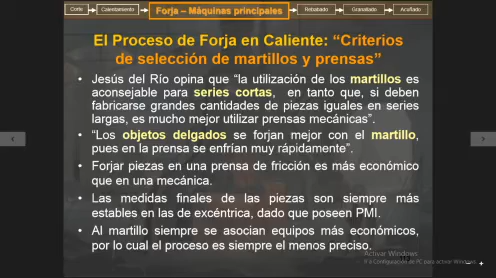 Corte
Calentamiento
Forja – Máquinas principales
Rebabado
Granallado
Acuñado
El Proceso de Forja en Caliente: “Criterios
de selección de martillos y prensas”
• Jesús del Río opina que “la utilización de los martillos es
aconsejable para series cortas, en tanto que, si deben
fabricarse grandes cantidades de piezas iguales en series
largas, es mucho mejor utilizar prensas mecánicas”.
• “Los objetos delgados se forjan mejor con el martillo,
pues en la prensa se enfrían muy rápidamente”.
• Forjar piezas en una prensa de fricción es más económico
que en una mecánica.
• Las medidas finales de las piezas son siempre más
estables en las de excéntrica, dado que poseen PMI.
• Al martillo siempre se asocian equipos más económicos,
por lo cual el proceso es siempre el menos preciso.
Activar Windows
Ir a Configuración de PC para activar Windows.